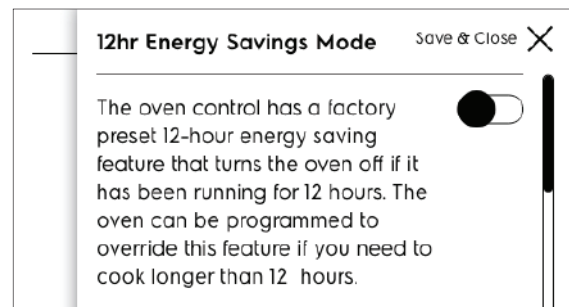 12hr Energy Savings Mode Save & Close
The oven control has a factory
preset 12-hour energy saving
feature that turns the oven off if it
has been running for 12 hours. The
oven can be programmed to
override this feature if you need to
cook longer than 12 hours.